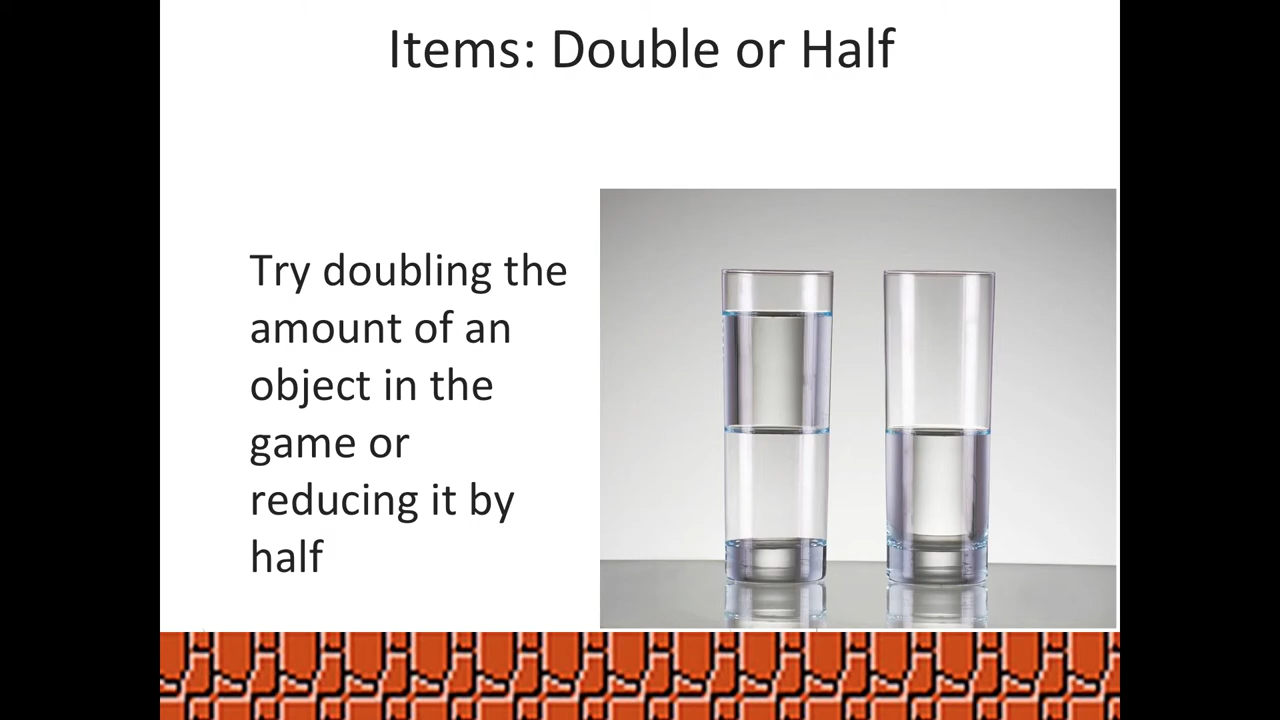 Items: Double or Half
Try doubling the
amount of an
object in the
game or
reducing it by
half